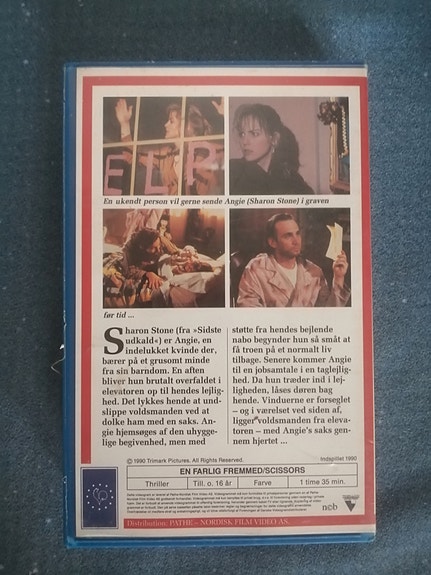 ELP
En ukendt person vil gerne sende Angie (Sharon Stone) i graven
før tid ...
Sharon Stone (fra »Sidste
udkald«) er Angie, en
indelukket kvinde der,
bærer på et grusomt minde
fra sin barndom. En aften
bliver hun brutalt overfaldet i
elevatoren op til hendes lejlig-
hed. Det lykkes hende at und-
slippe voldsmanden ved at
dolke ham med en saks. An-
gie hjemsøges af den uhygge-
lige begivenhed, men med
støtte fra hendes bejlende
nabo begynder hun så småt at
få troen på et normalt liv
tilbage. Senere kommer Angie
til en jobsamtale i en taglejlig-
hed. Da hun træder ind i lej-
ligheden, låses døren bag
hende. Vinduerne er forseglet
– og i værelset ved siden af,
ligger voldsmanden fra eleva-
toren – med Angie's saks gen-
nem hjertet ...
© 1990 Trimark Pictures. All Rights Reserved.
Indspillet 1990
EN FARLIG FREMMED/SCISSORS
Thriller
Till. o. 16 år
Farve
1 time 35 min.
ncb
Distribution: PATHE – NORDISK FILM VIDEO AS.